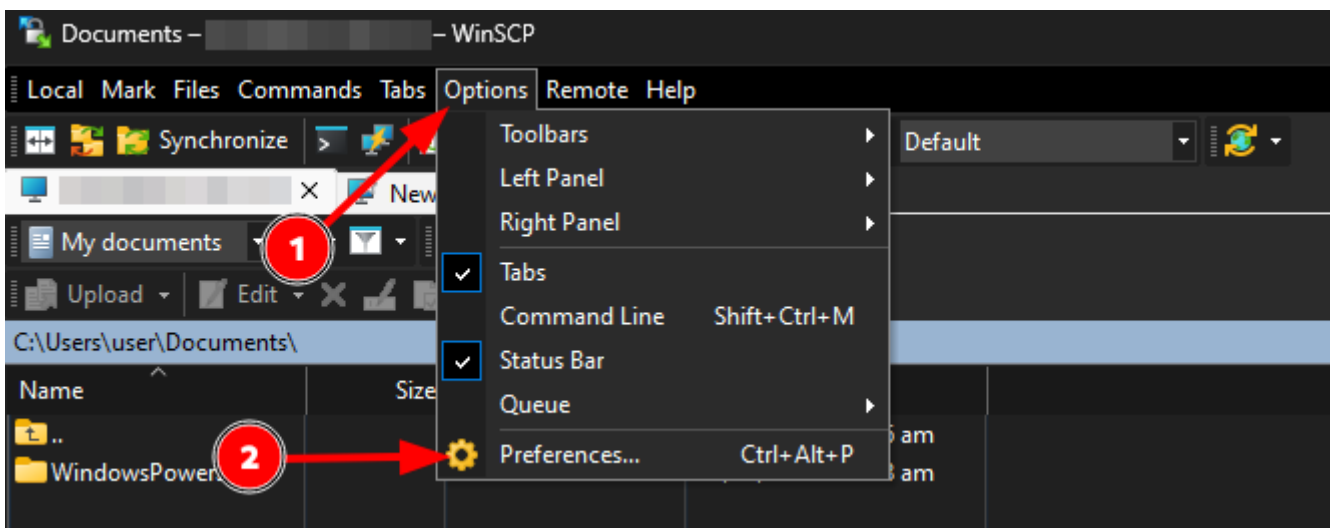 Documents – – WinSCP
Local Mark Files Commands Tabs Options Remote Help
Synchronize
Default
Toolbars
Left Panel
Right Panel
New
My documents
1
Tabs
Upload Edit
Command Line Shift+Ctrl+M
C:\Users\user\Documents\
Status Bar
Name Size
Queue
.. am
2
Preferences... Ctrl+Alt+P
WindowsPower am